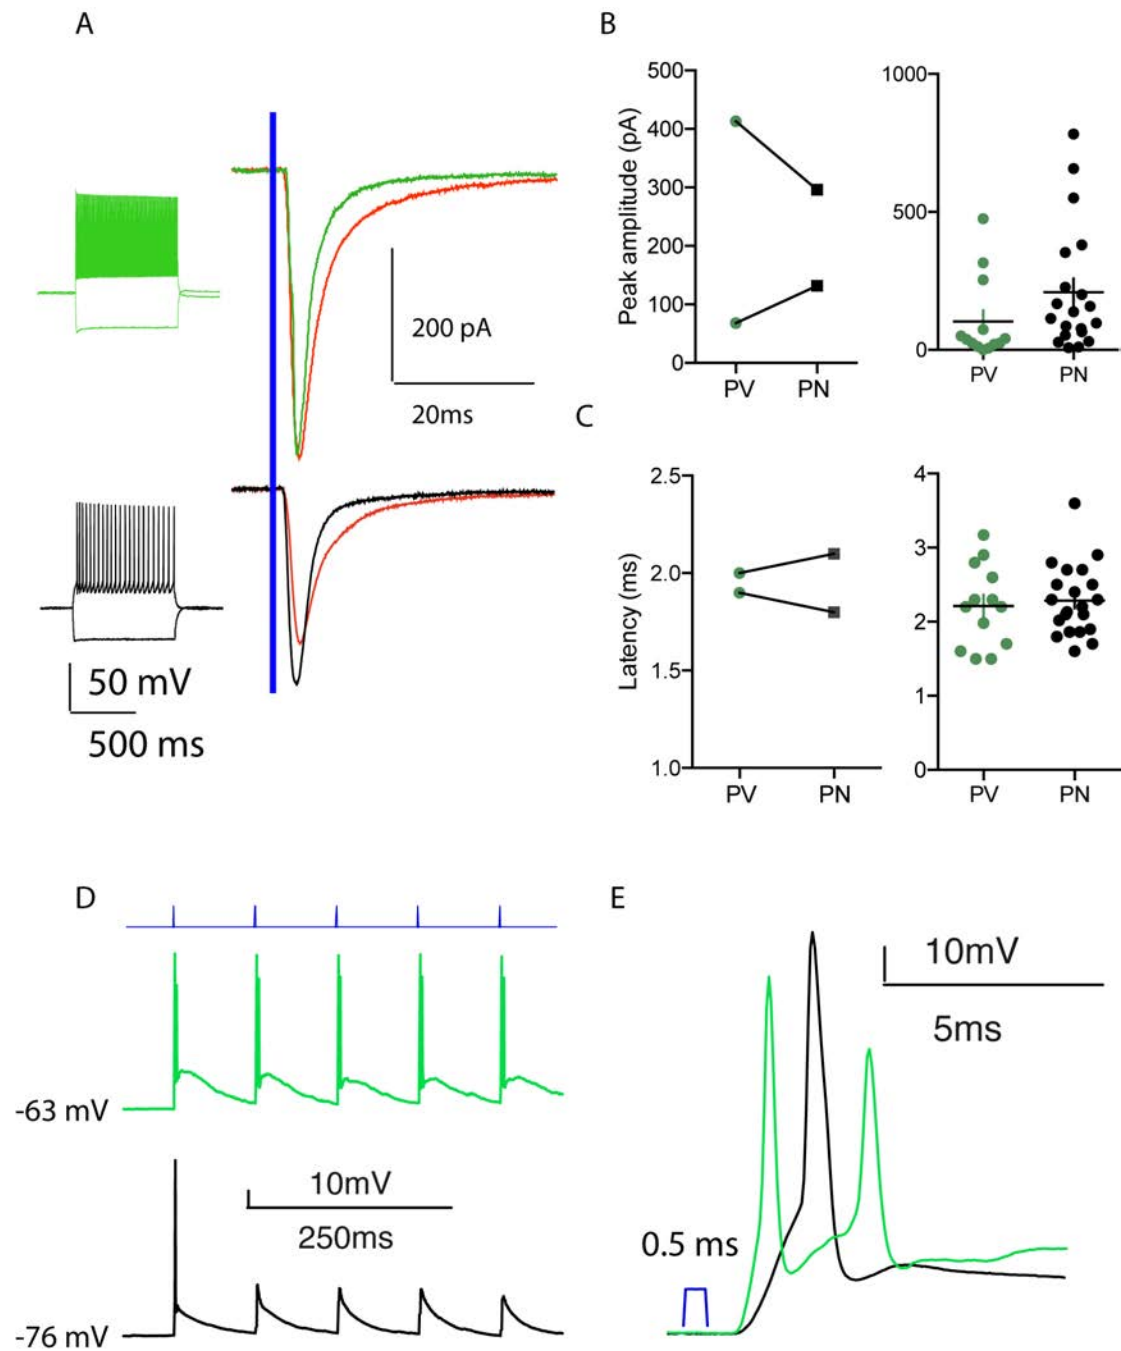 A
200 pA
20ms
50 mV
500 ms
B
Peak amplitude (pA)
500
400
300
200
100
0
PV
PN
1000
500
0
PV
PN
C
Latency (ms)
2.5
2.0
1.5
1.0
PV
PN
4
3
2
1
0
PV
PN
D
-63 mV
10mV
250ms
-76 mV
E
10mV
5ms
0.5 ms